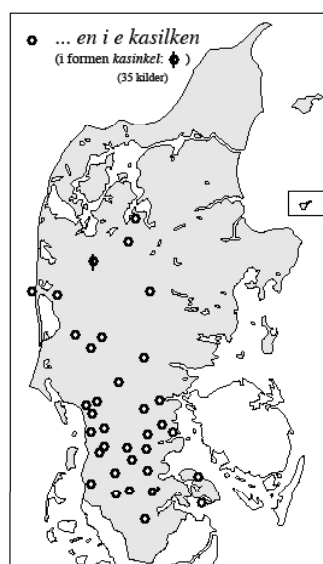 ... en i e kasilken
(i formen kasinkel: )
(35 kilder)